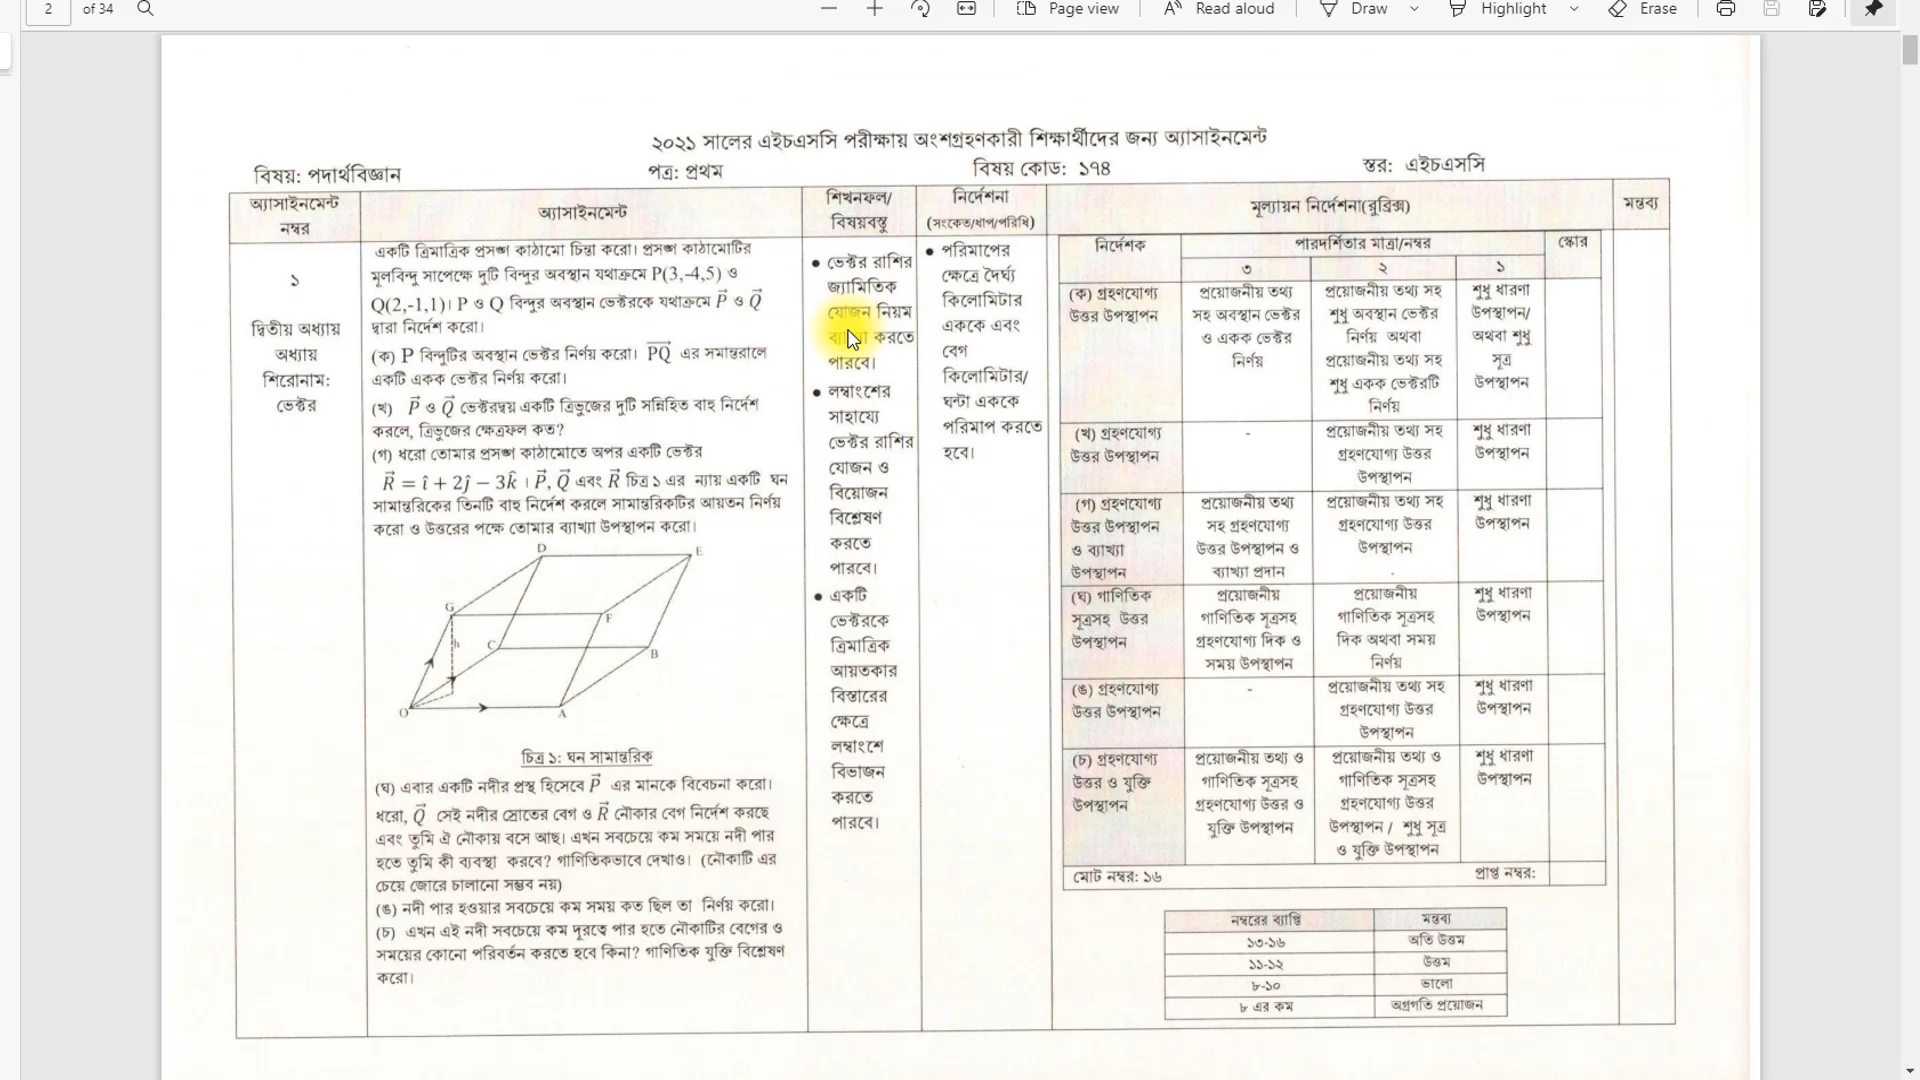 2 of 34 Page view Read aloud Draw Highlight Erase
২০২১ সালের এইচএসসি পরীক্ষায় অংশগ্রহণকারী শিক্ষার্থীদের জন্য অ্যাসাইনমেন্ট
বিষয়: পদার্থবিজ্ঞান পত্র: প্রথম বিষয় কোড: ১৭৪ স্তর: এইচএসসি
অ্যাসাইনমেন্ট
নম্বর
অ্যাসাইনমেন্ট
শিখনফল/
বিষয়বস্তু
নির্দেশনা
(সংকেত/ধাপ/পরিধি)
মূল্যায়ন নির্দেশনা(রুব্রিক্স)
মন্তব্য
১
দ্বিতীয় অধ্যায়
অধ্যায়
শিরোনাম:
ভেক্টর
একটি ত্রিমাত্রিক প্রসঙ্গ কাঠামো চিন্তা করো। প্রসঙ্গ কাঠামোটির
মূলবিন্দু সাপেক্ষে দুটি বিন্দুর অবস্থান যথাক্রমে P(3,-4,5) ও
Q(2,-1,1)। P ও Q বিন্দুর অবস্থান ভেক্টরকে যথাক্রমে P⃗ ও Q⃗
দ্বারা নির্দেশ করো।
(ক) P বিন্দুটির অবস্থান ভেক্টর নির্ণয় করো। P͞Q⃗ এর সমান্তরালে
একটি একক ভেক্টর নির্ণয় করো।
(খ) P⃗ ও Q⃗ ভেক্টরদ্বয় একটি ত্রিভুজের দুটি সন্নিহিত বাহু নির্দেশ
করলে, ত্রিভুজের ক্ষেত্রফল কত?
(গ) ধরো তোমার প্রসঙ্গ কাঠামোতে অপর একটি ভেক্টর
R⃗ = î + 2ĵ − 3k̂ । P⃗, Q⃗ এবং R⃗ চিত্র ১ এর ন্যায় একটি ঘন
সামান্তরিকের তিনটি বাহু নির্দেশ করলে সামান্তরিকটির আয়তন নির্ণয়
করো ও উত্তরের পক্ষে তোমার ব্যাখ্যা উপস্থাপন করো।
D E
G F
h C B
O A
চিত্র ১: ঘন সামান্তরিক
(ঘ) এবার একটি নদীর প্রস্থ হিসেবে P⃗ এর মানকে বিবেচনা করো।
ধরো, Q⃗ সেই নদীর স্রোতের বেগ ও R⃗ নৌকার বেগ নির্দেশ করছে
এবং তুমি ঐ নৌকায় বসে আছ। এখন সবচেয়ে কম সময়ে নদী পার
হতে তুমি কী ব্যবস্থা করবে? গাণিতিকভাবে দেখাও। (নৌকাটি এর
চেয়ে জোরে চালানো সম্ভব নয়)
(ঙ) নদী পার হওয়ার সবচেয়ে কম সময় কত ছিল তা নির্ণয় করো।
(চ) এখন এই নদী সবচেয়ে কম দূরত্বে পার হতে নৌকাটির বেগের ও
সময়ের কোনো পরিবর্তন করতে হবে কিনা? গাণিতিক যুক্তি বিশ্লেষণ
করো।
• ভেক্টর রাশির
জ্যামিতিক
যোজন নিয়ম
ব্যাখ্যা করতে
পারবে।
• লম্বাংশের
সাহায্যে
ভেক্টর রাশির
যোজন ও
বিয়োজন
বিশ্লেষণ
করতে
পারবে।
• একটি
ভেক্টরকে
ত্রিমাত্রিক
আয়তকার
বিস্তারের
ক্ষেত্রে
লম্বাংশে
বিভাজন
করতে
পারবে।
• পরিমাপের
ক্ষেত্রে দৈর্ঘ্য
কিলোমিটার
এককে এবং
বেগ
কিলোমিটার/
ঘন্টা এককে
পরিমাপ করতে
হবে।
নির্দেশক পারদর্শিতার মাত্রা/নম্বর স্কোর
৩ ২ ১
(ক) গ্রহণযোগ্য
উত্তর উপস্থাপন
প্রয়োজনীয় তথ্য
সহ অবস্থান ভেক্টর
ও একক ভেক্টর
নির্ণয়
প্রয়োজনীয় তথ্য সহ
শুধু অবস্থান ভেক্টর
নির্ণয় অথবা
প্রয়োজনীয় তথ্য সহ
শুধু একক ভেক্টরটি
নির্ণয়
শুধু ধারণা
উপস্থাপন/
অথবা শুধু
সূত্র
উপস্থাপন
(খ) গ্রহণযোগ্য
উত্তর উপস্থাপন
-
প্রয়োজনীয় তথ্য সহ
গ্রহণযোগ্য উত্তর
উপস্থাপন
শুধু ধারণা
উপস্থাপন
(গ) গ্রহণযোগ্য
উত্তর উপস্থাপন
ও ব্যাখ্যা
উপস্থাপন
প্রয়োজনীয় তথ্য
সহ গ্রহণযোগ্য
উত্তর উপস্থাপন ও
ব্যাখ্যা প্রদান
প্রয়োজনীয় তথ্য সহ
গ্রহণযোগ্য উত্তর
উপস্থাপন
শুধু ধারণা
উপস্থাপন
(ঘ) গাণিতিক
সূত্রসহ উত্তর
উপস্থাপন
প্রয়োজনীয়
গাণিতিক সূত্রসহ
গ্রহণযোগ্য দিক ও
সময় উপস্থাপন
প্রয়োজনীয়
গাণিতিক সূত্রসহ
দিক অথবা সময়
নির্ণয়
শুধু ধারণা
উপস্থাপন
(ঙ) গ্রহণযোগ্য
উত্তর উপস্থাপন
-
প্রয়োজনীয় তথ্য সহ
গ্রহণযোগ্য উত্তর
উপস্থাপন
শুধু ধারণা
উপস্থাপন
(চ) গ্রহণযোগ্য
উত্তর ও যুক্তি
উপস্থাপন
প্রয়োজনীয় তথ্য ও
গাণিতিক সূত্রসহ
গ্রহণযোগ্য উত্তর ও
যুক্তি উপস্থাপন
প্রয়োজনীয় তথ্য ও
গাণিতিক সূত্রসহ
গ্রহণযোগ্য উত্তর
উপস্থাপন / শুধু সূত্র
ও যুক্তি উপস্থাপন
শুধু ধারণা
উপস্থাপন
মোট নম্বর: ১৬ প্রাপ্ত নম্বর:
নম্বরের ব্যাপ্তি মন্তব্য
১৩-১৬ অতি উত্তম
১১-১২ উত্তম
৮-১০ ভালো
৮ এর কম অগ্রগতি প্রয়োজন